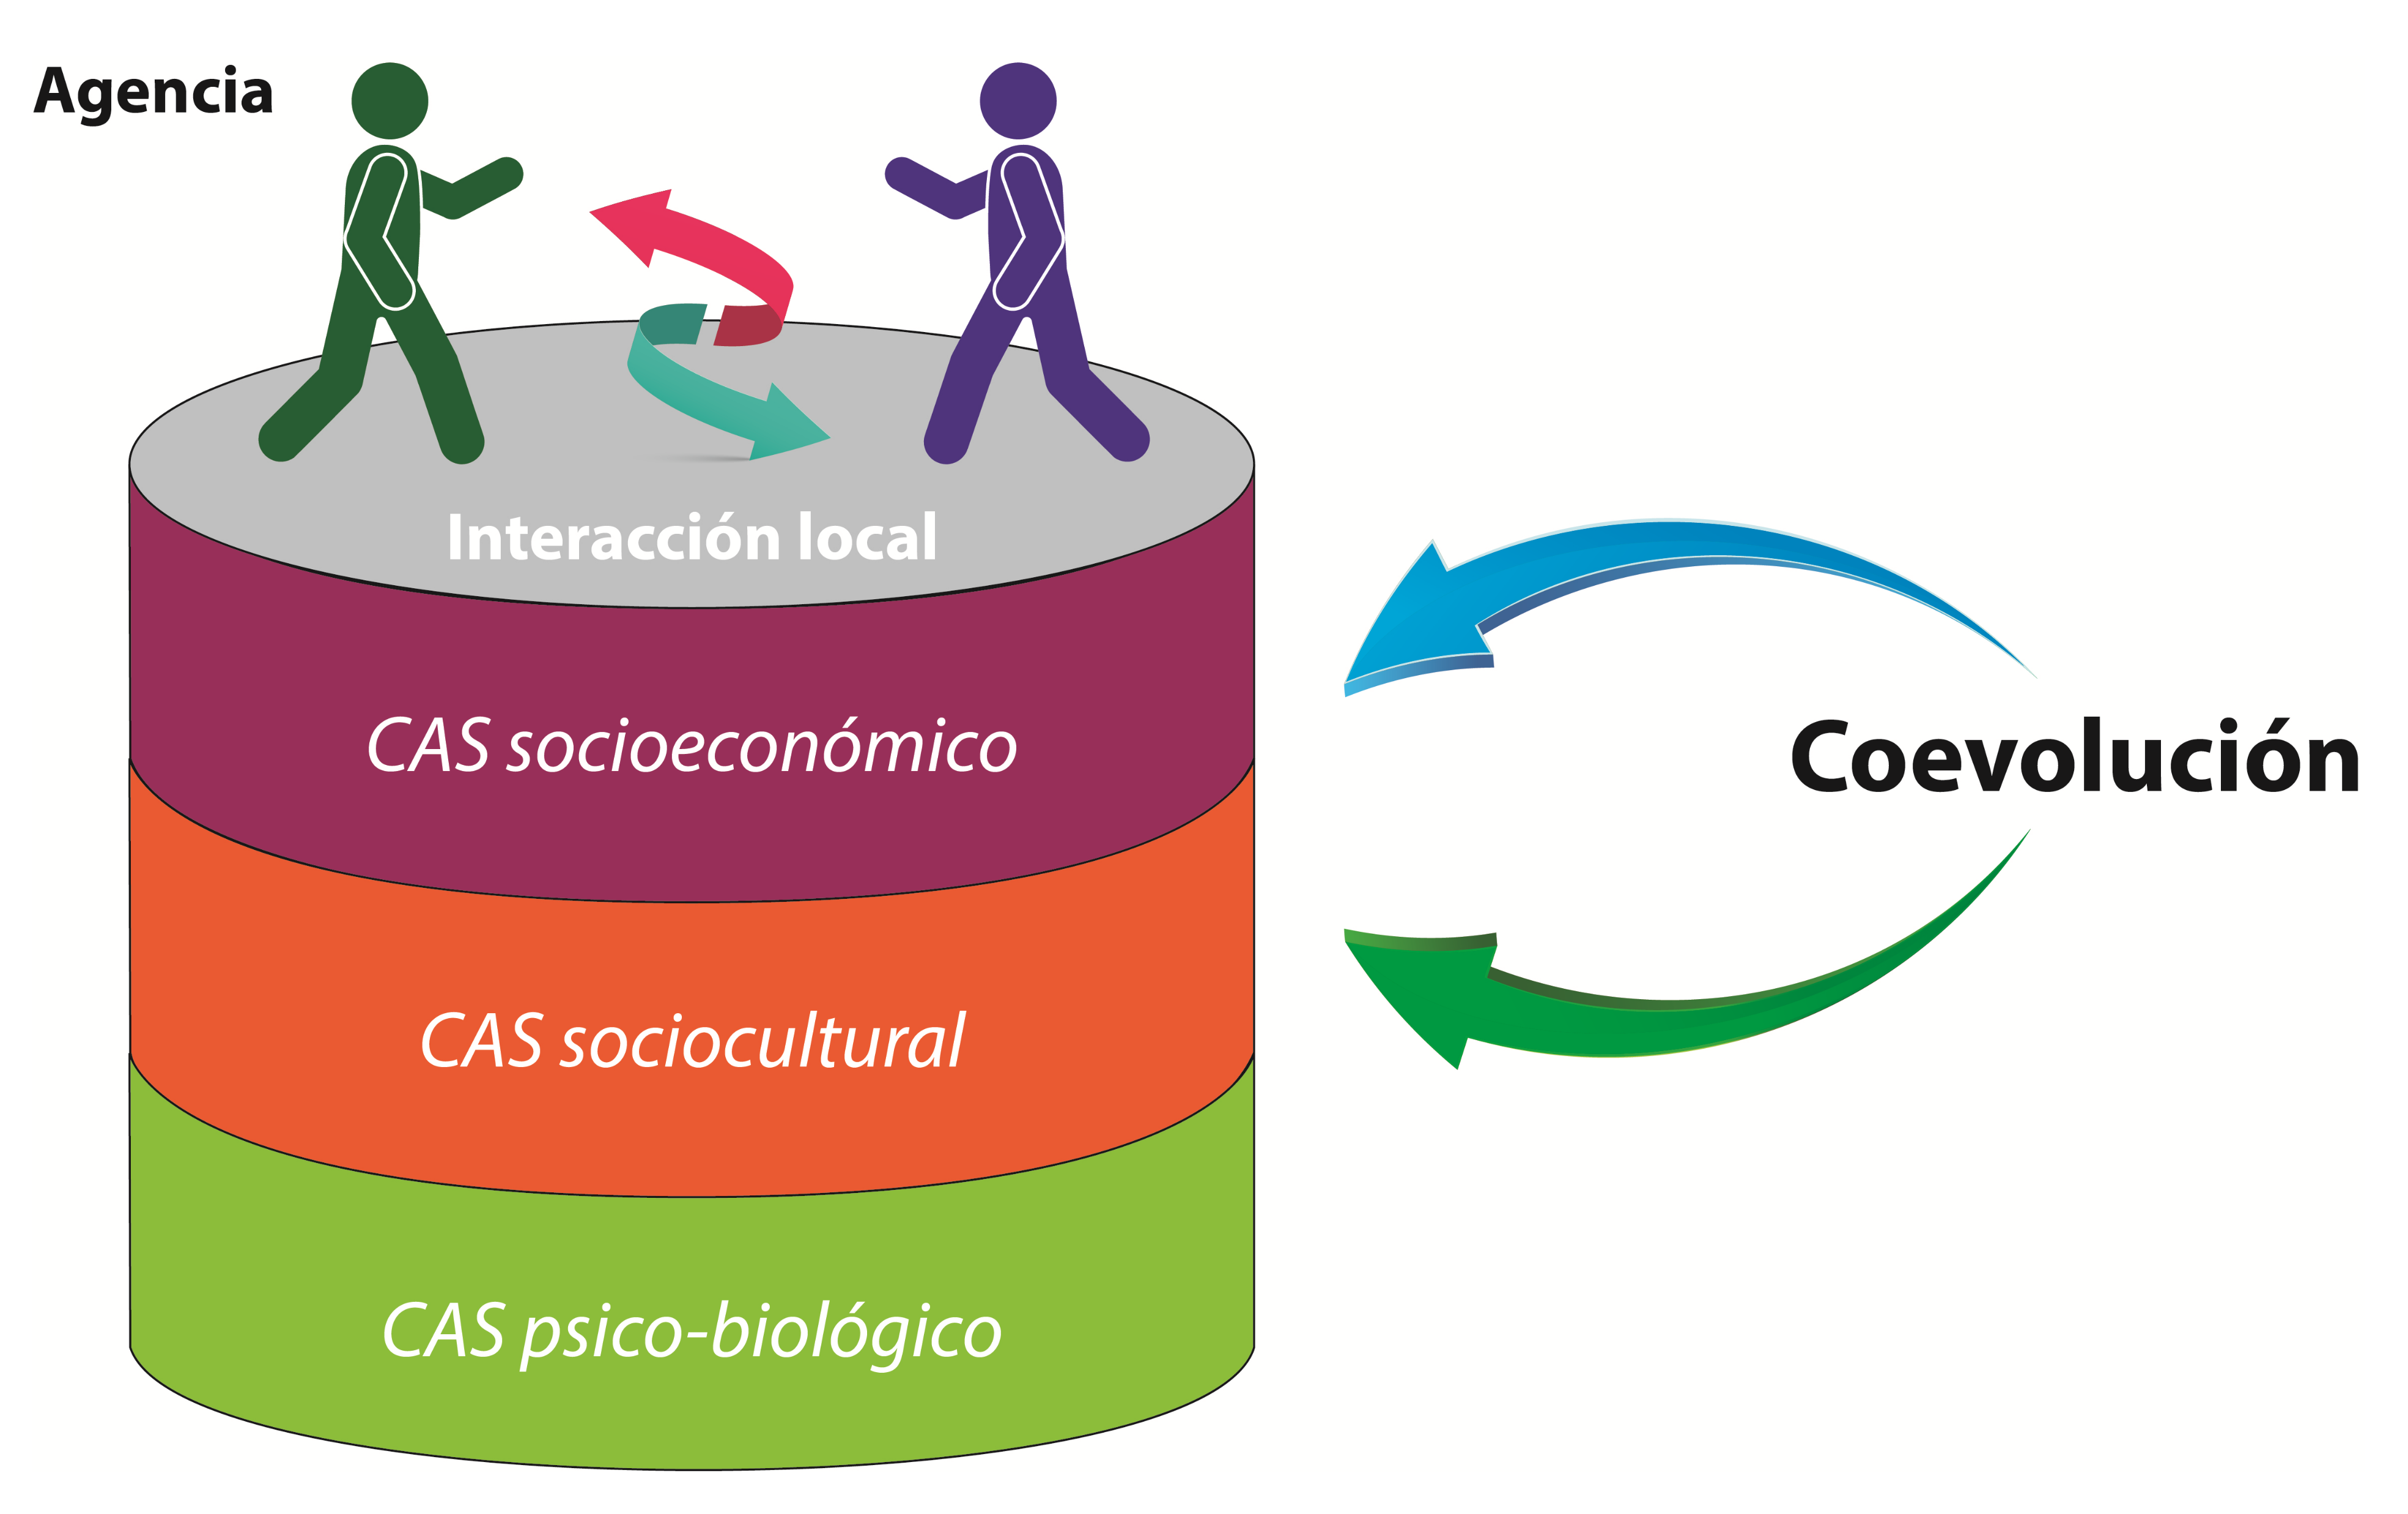 Agencia
Interacción local
CAS socioeconómico
Coevolución
CAS sociocultural
CAS psico-biológico